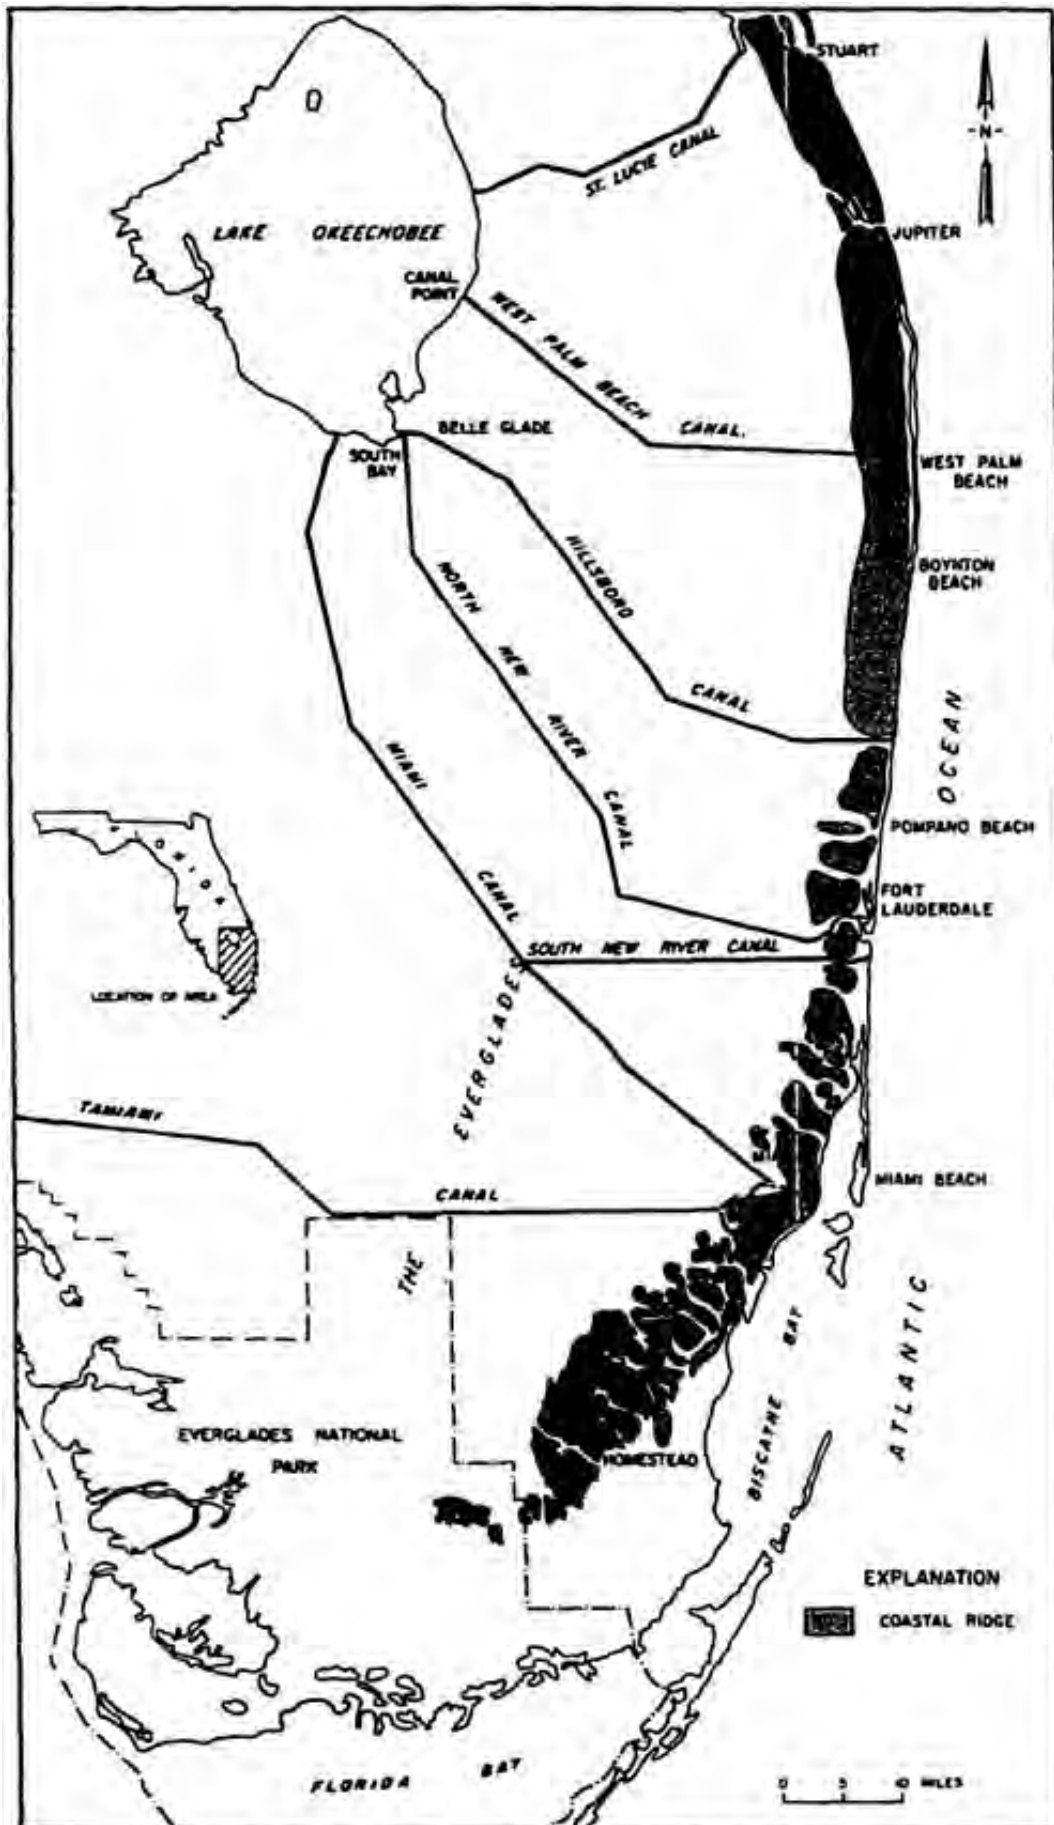 STUART
-N-
ST. LUCIE CANAL
LAKE OKEECHOBEE
JUPITER
CANAL
POINT
WEST PALM BEACH CANAL.
BELLE GLADE
SOUTH
BAY
WEST PALM
BEACH
HILLSBORO CANAL
BOYNTON
BEACH
NORTH NEW RIVER CANAL
OCEAN
MIAMI CANAL
POMPANO BEACH
FORT
LAUDERDALE
SOUTH NEW RIVER CANAL
LOCATION OF AREA
EVERGLADES
TAMIAMI
CANAL
MIAMI BEACH
THE
ATLANTIC
BISCAYNE BAY
EVERGLADES NATIONAL
PARK
HOMESTEAD
EXPLANATION
COASTAL RIDGE
FLORIDA BAY
0 5 10 MILES